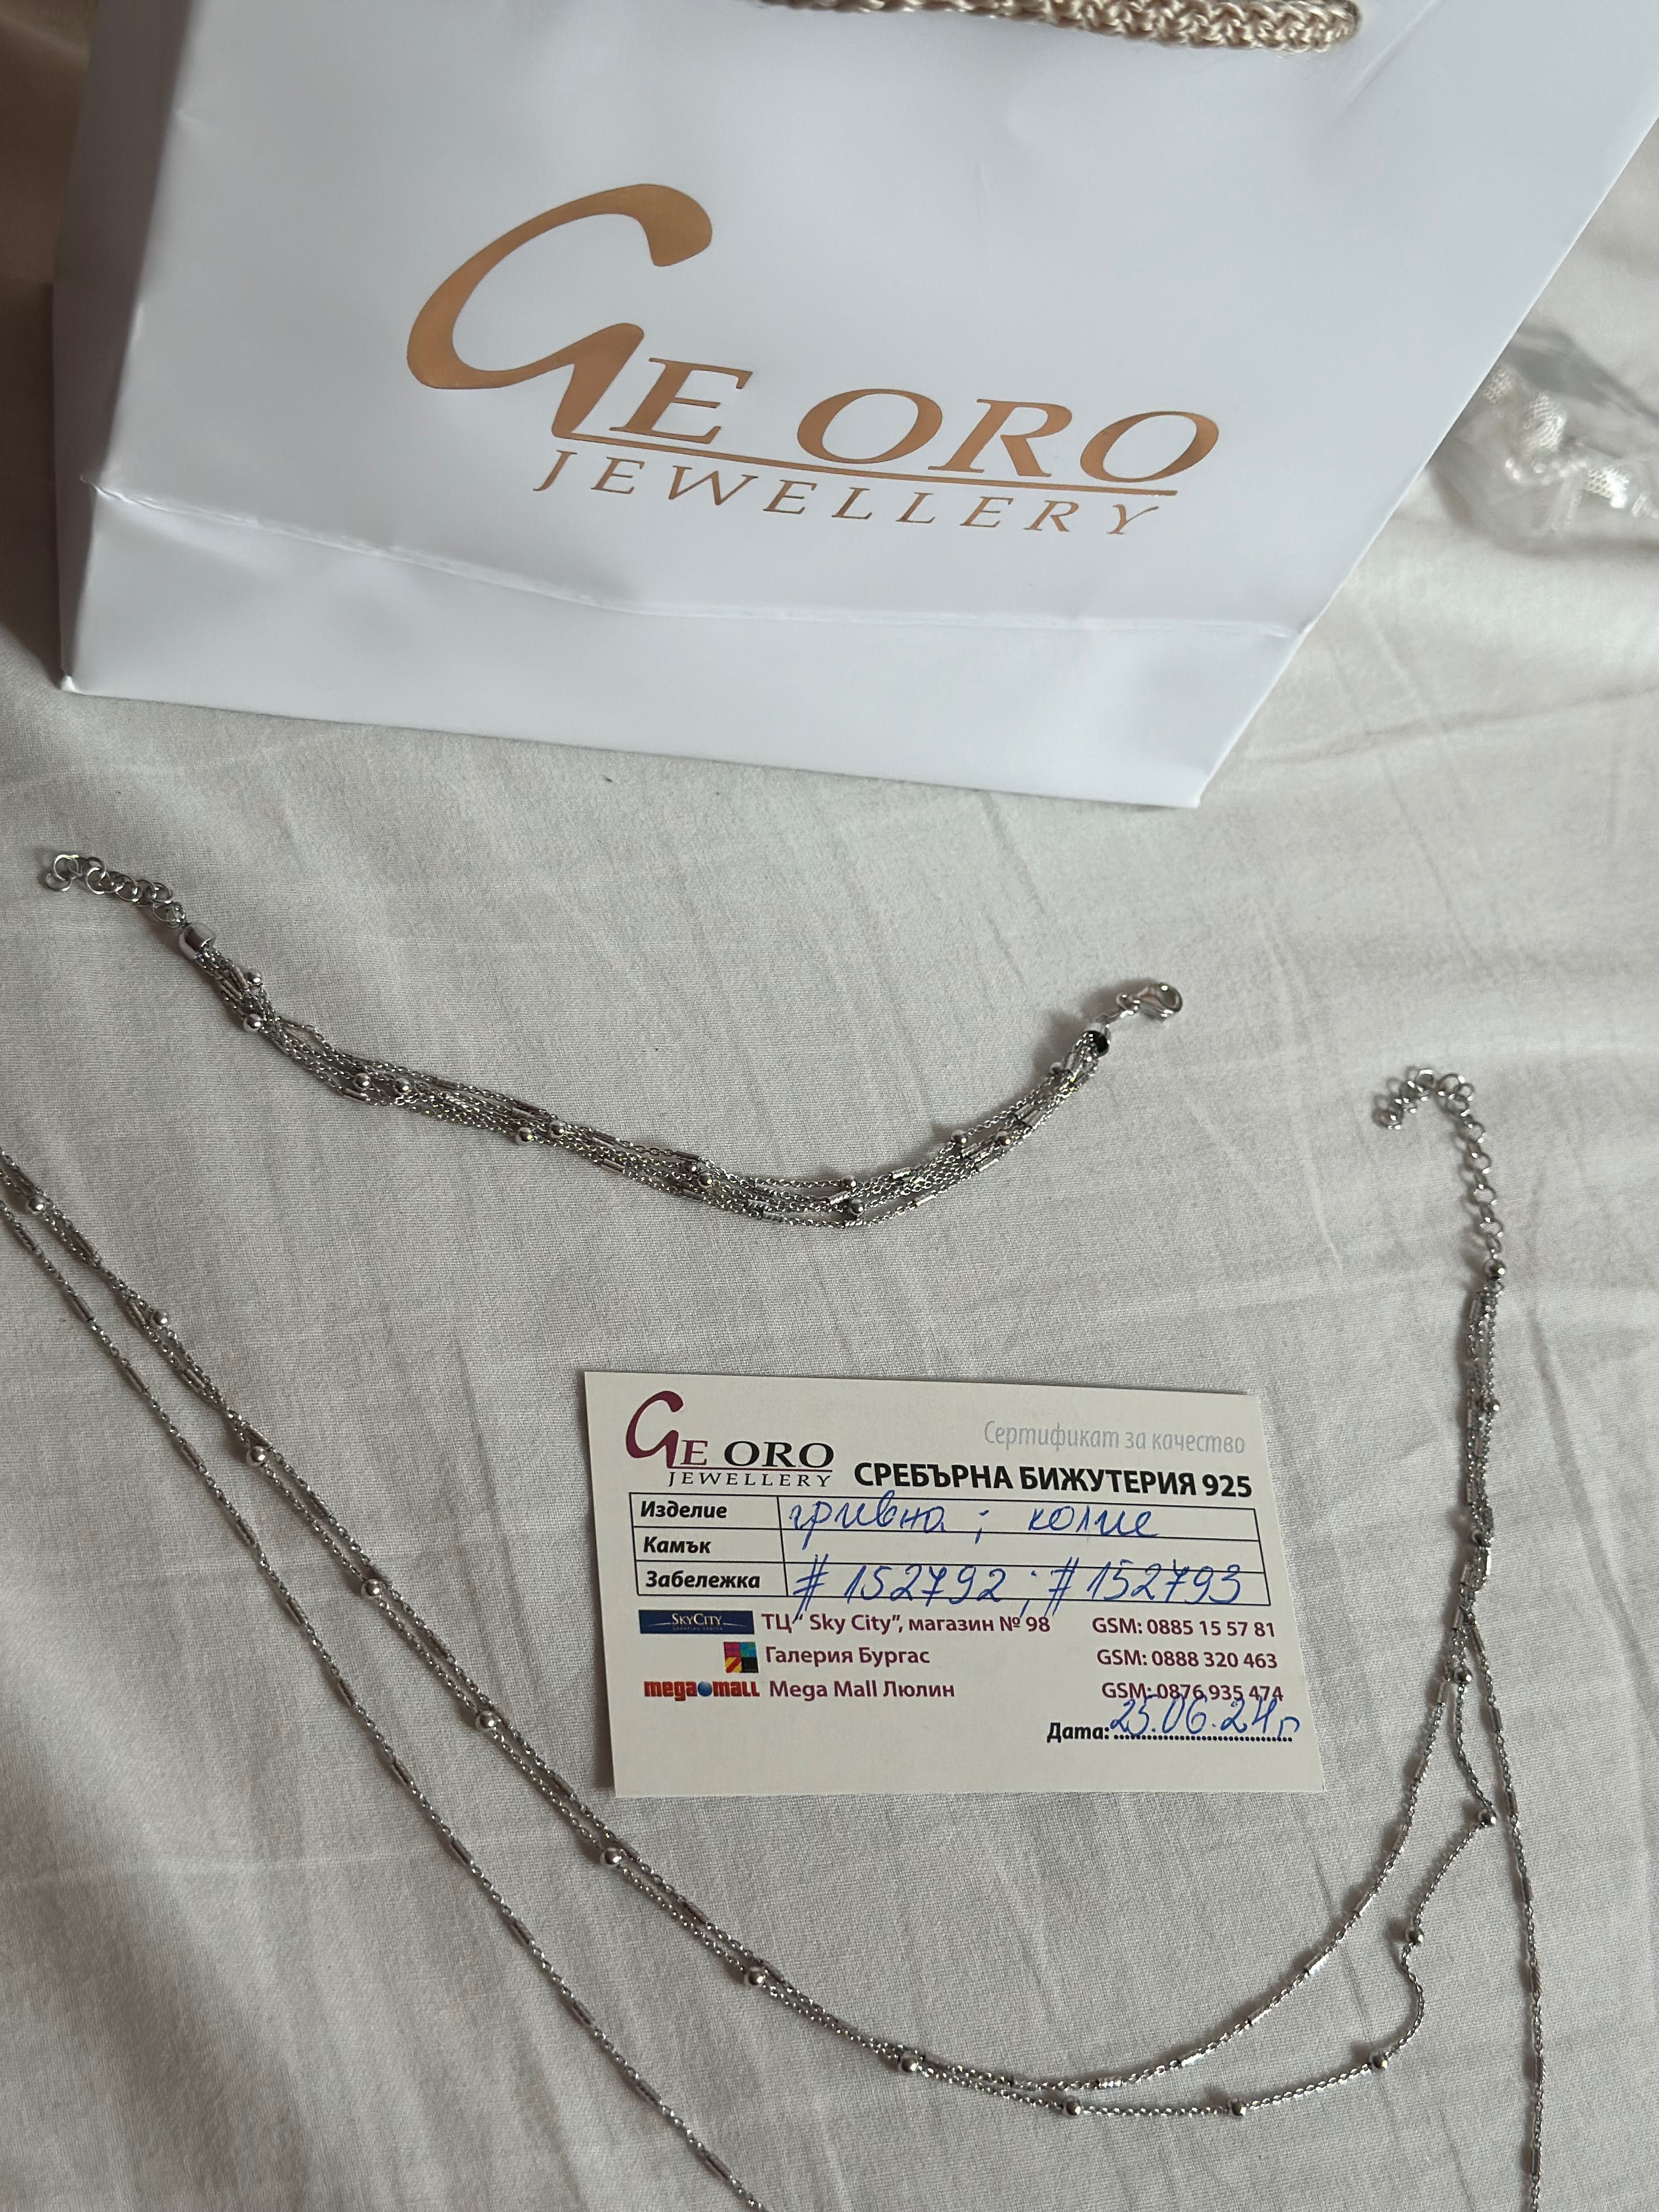 GE ORO
JEWELLERY
GE ORO
JEWELLERY
Сертификат за качество
СРЕБЪРНА БИЖУТЕРИЯ 925
Изделие гривна ; колие
Камък
Забележка # 152792 ; # 152793
SKYCITY ТЦ" Sky City", магазин № 98 GSM: 0885 15 57 81
Галерия Бургас GSM: 0888 320 463
megamall Mega Mall Люлин GSM: 0876 935 474
Дата: 25.06.24г